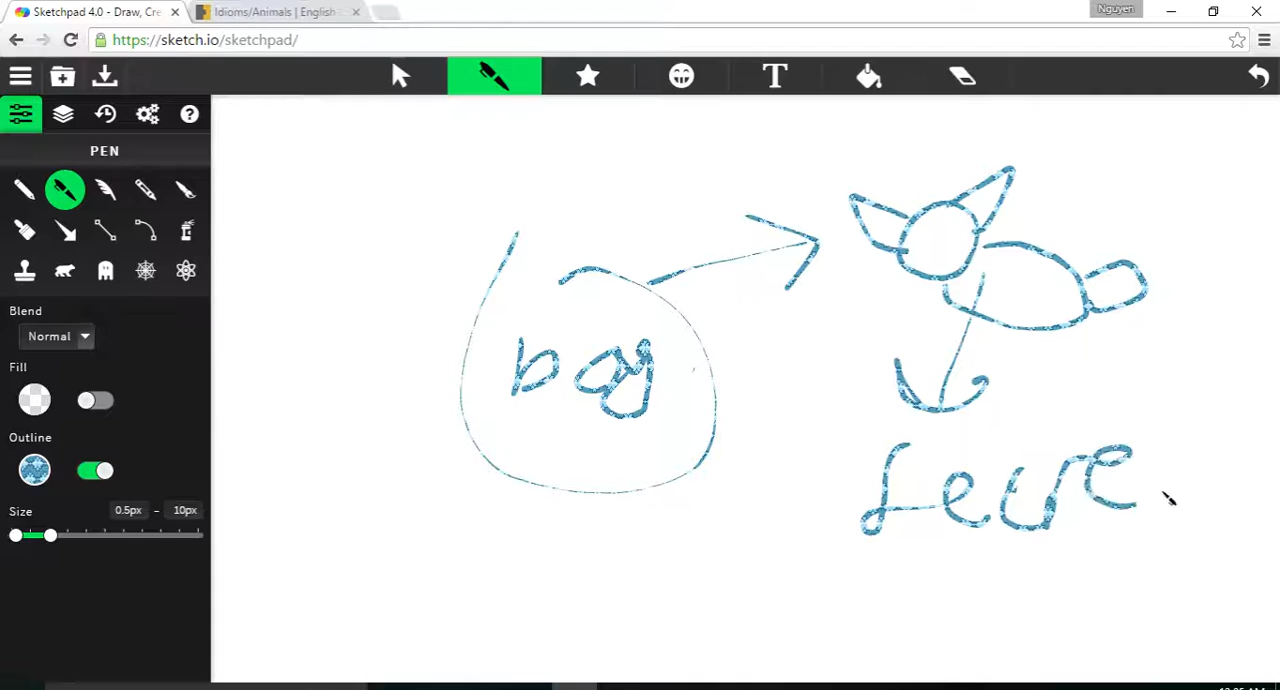 Sketchpad 4.0 - Draw, Cre
Idioms/Animals | English
Nguyen
https://sketch.io/sketchpad/
T
PEN
Blend
Normal
Fill
Outline
Size
0.5px - 10px
bag